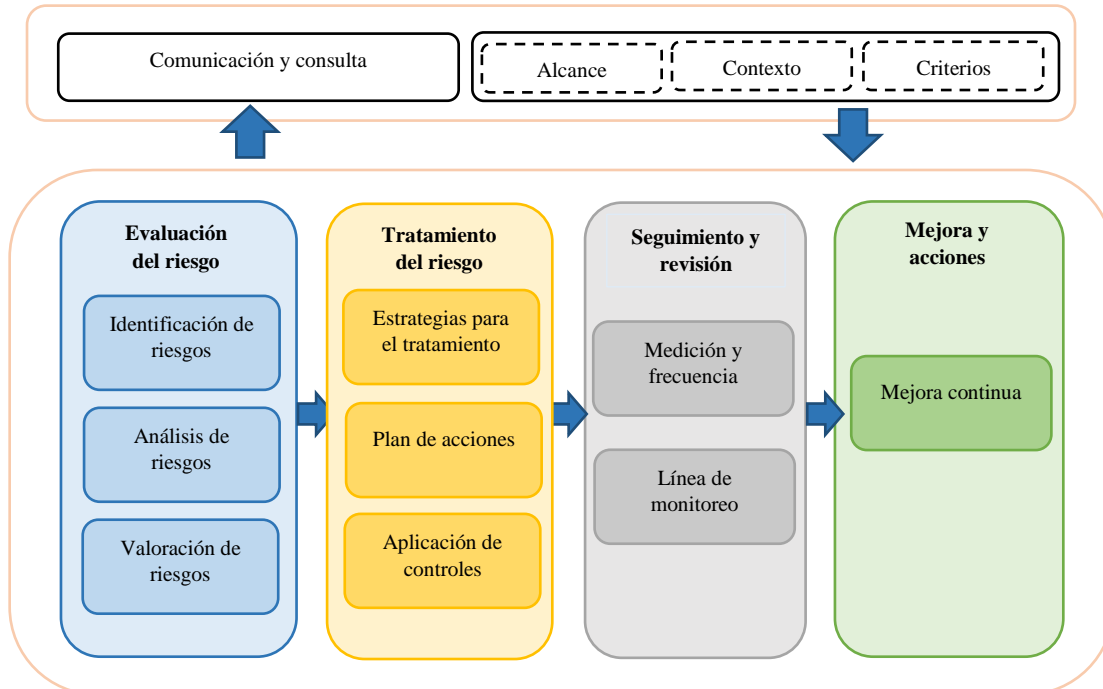 Comunicación y consulta
Alcance
Contexto
Criterios
Evaluación
del riesgo
Identificación de
riesgos
Análisis de
riesgos
Valoración de
riesgos
Tratamiento
del riesgo
Estrategias para
el tratamiento
Plan de acciones
Aplicación de
controles
Seguimiento y
revisión
Medición y
frecuencia
Línea de
monitoreo
Mejora y
acciones
Mejora continua